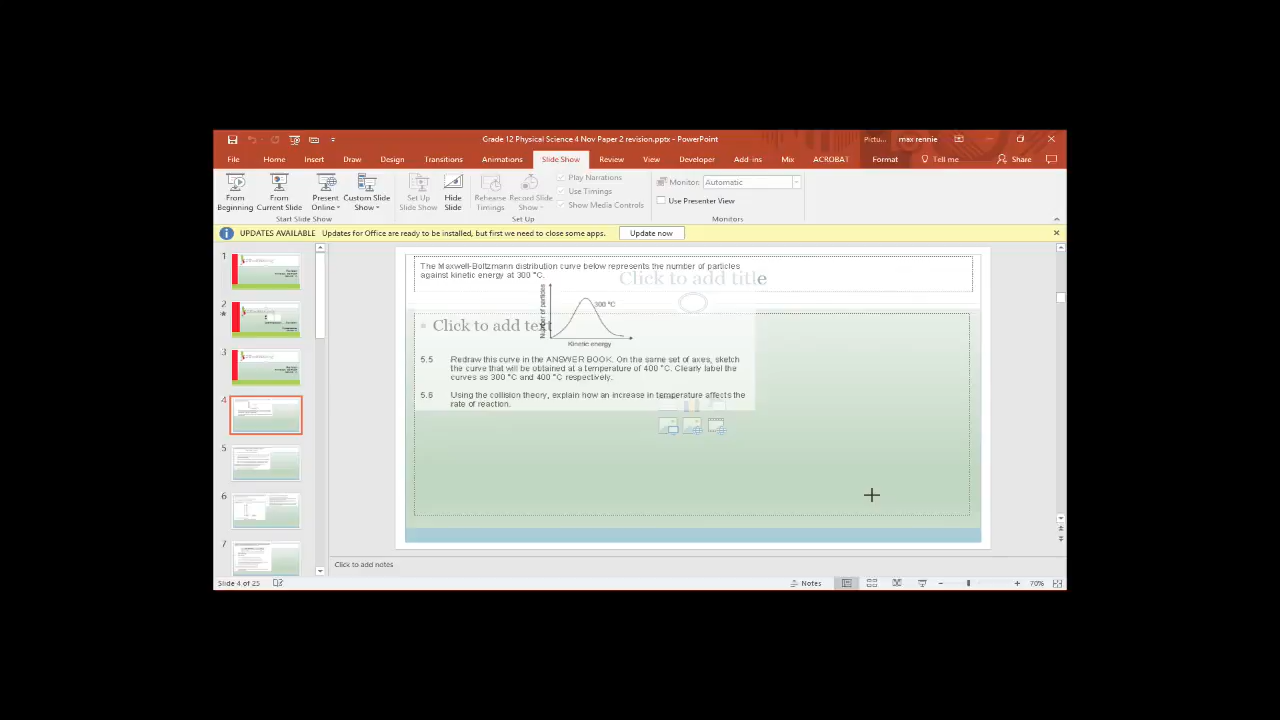 Grade 12 Physical Science 4 Nov Paper 2 revision.pptx - PowerPoint
Pictu...
max rennie
File
Home
Insert
Draw
Design
Transitions
Animations
Slide Show
Review
View
Developer
Add-ins
Mix
ACROBAT
Format
Tell me
Share
From Beginning
From Current Slide
Present Online
Custom Slide Show
Set Up Slide Show
Hide Slide
Rehearse Timings
Record Slide Show
Play Narrations
Use Timings
Show Media Controls
Monitor: Automatic
Use Presenter View
Start Slide Show
Set Up
Monitors
UPDATES AVAILABLE Updates for Office are ready to be installed, but first we need to close some apps.
Update now
1
2
3
4
5
6
7
The Maxwell-Boltzmann distribution curve below represents the number of particles
against kinetic energy at 300 °C.
Click to add title
Number of particles
300 °C
Kinetic energy
Click to add text
5.5 Redraw this curve in the ANSWER BOOK. On the same set of axes, sketch
the curve that will be obtained at a temperature of 400 °C. Clearly label the
curves as 300 °C and 400 °C respectively.
5.6 Using the collision theory, explain how an increase in temperature affects the
rate of reaction.
Click to add notes
Slide 4 of 25
Notes
70%